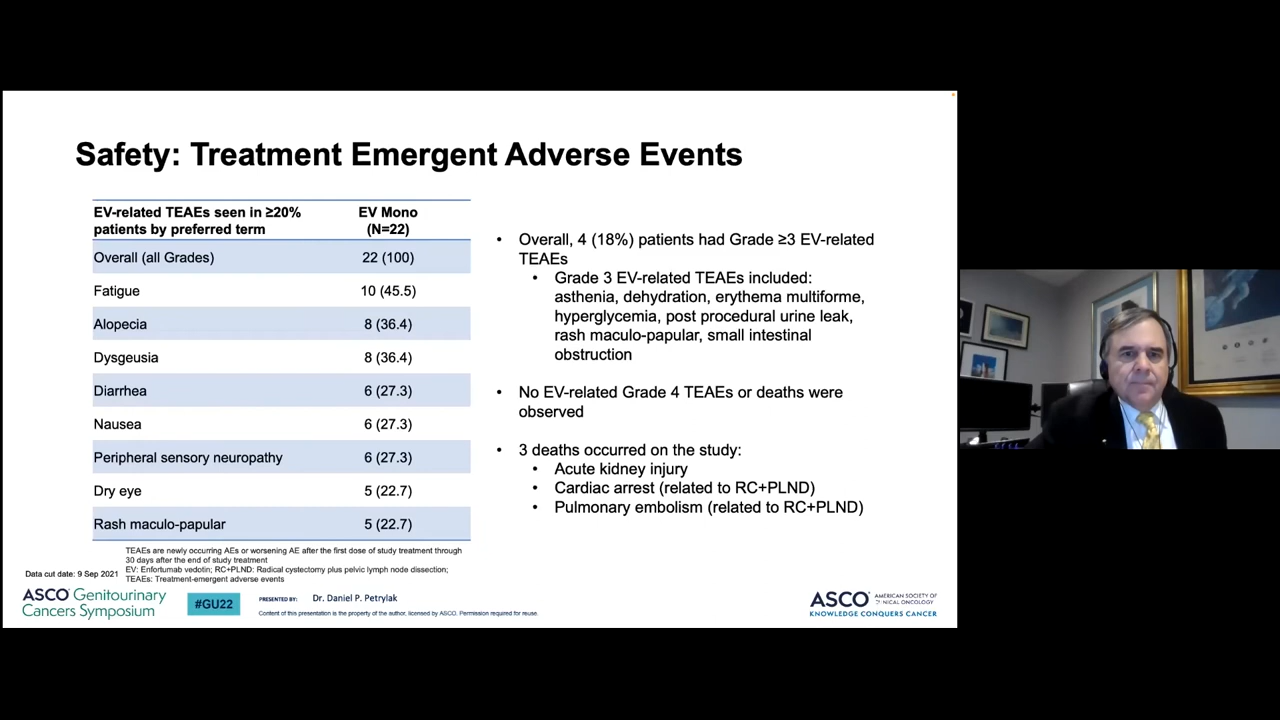 Safety: Treatment Emergent Adverse Events
EV-related TEAEs seen in ≥20%
patients by preferred term
EV Mono
(N=22)
Overall (all Grades) 22 (100)
Fatigue 10 (45.5)
Alopecia 8 (36.4)
Dysgeusia 8 (36.4)
Diarrhea 6 (27.3)
Nausea 6 (27.3)
Peripheral sensory neuropathy 6 (27.3)
Dry eye 5 (22.7)
Rash maculo-papular 5 (22.7)
TEAEs are newly occurring AEs or worsening AE after the first dose of study treatment through
30 days after the end of study treatment
EV: Enfortumab vedotin; RC+PLND: Radical cystectomy plus pelvic lymph node dissection;
TEAEs: Treatment-emergent adverse events
Data cut date: 9 Sep 2021
• Overall, 4 (18%) patients had Grade ≥3 EV-related
TEAEs
• Grade 3 EV-related TEAEs included:
asthenia, dehydration, erythema multiforme,
hyperglycemia, post procedural urine leak,
rash maculo-papular, small intestinal
obstruction
• No EV-related Grade 4 TEAEs or deaths were
observed
• 3 deaths occurred on the study:
• Acute kidney injury
• Cardiac arrest (related to RC+PLND)
• Pulmonary embolism (related to RC+PLND)
ASCO Genitourinary
Cancers Symposium
#GU22
PRESENTED BY: Dr. Daniel P. Petrylak
Content of this presentation is the property of the author, licensed by ASCO. Permission required for reuse.
ASCO AMERICAN SOCIETY OF
CLINICAL ONCOLOGY
KNOWLEDGE CONQUERS CANCER